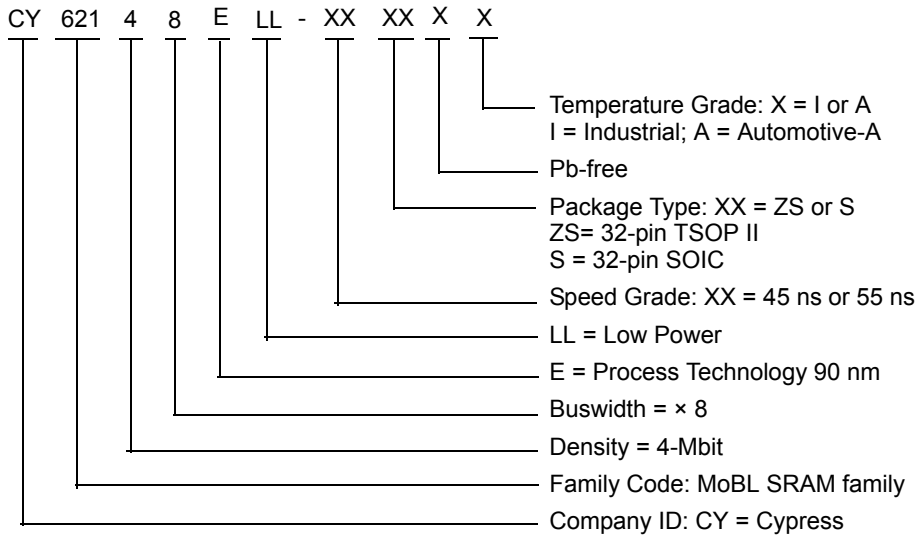 CY 621 4 8 E LL - XX XX X X
Temperature Grade: X = I or A
I = Industrial; A = Automotive-A
Pb-free
Package Type: XX = ZS or S
ZS= 32-pin TSOP II
S = 32-pin SOIC
Speed Grade: XX = 45 ns or 55 ns
LL = Low Power
E = Process Technology 90 nm
Buswidth = × 8
Density = 4-Mbit
Family Code: MoBL SRAM family
Company ID: CY = Cypress